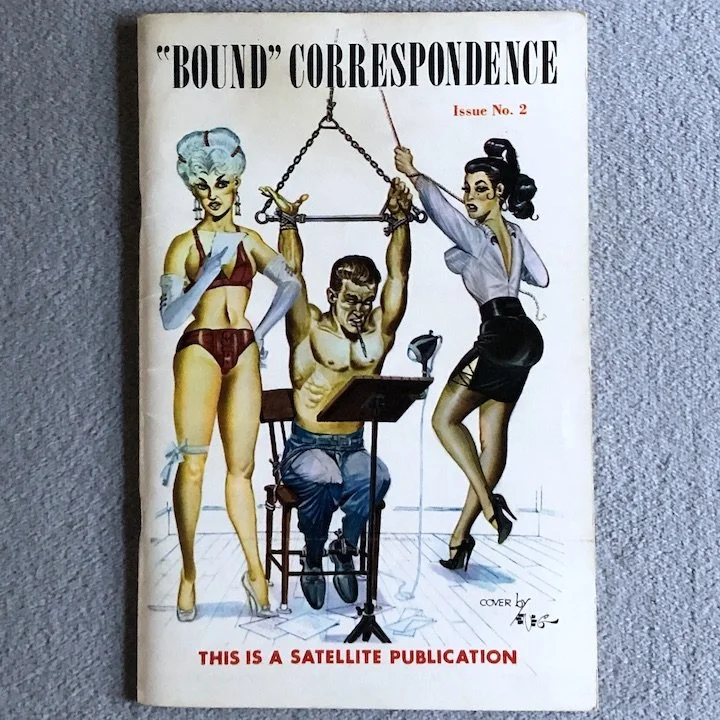 "BOUND" CORRESPONDENCE
Issue No. 2
COVER by
THIS IS A SATELLITE PUBLICATION